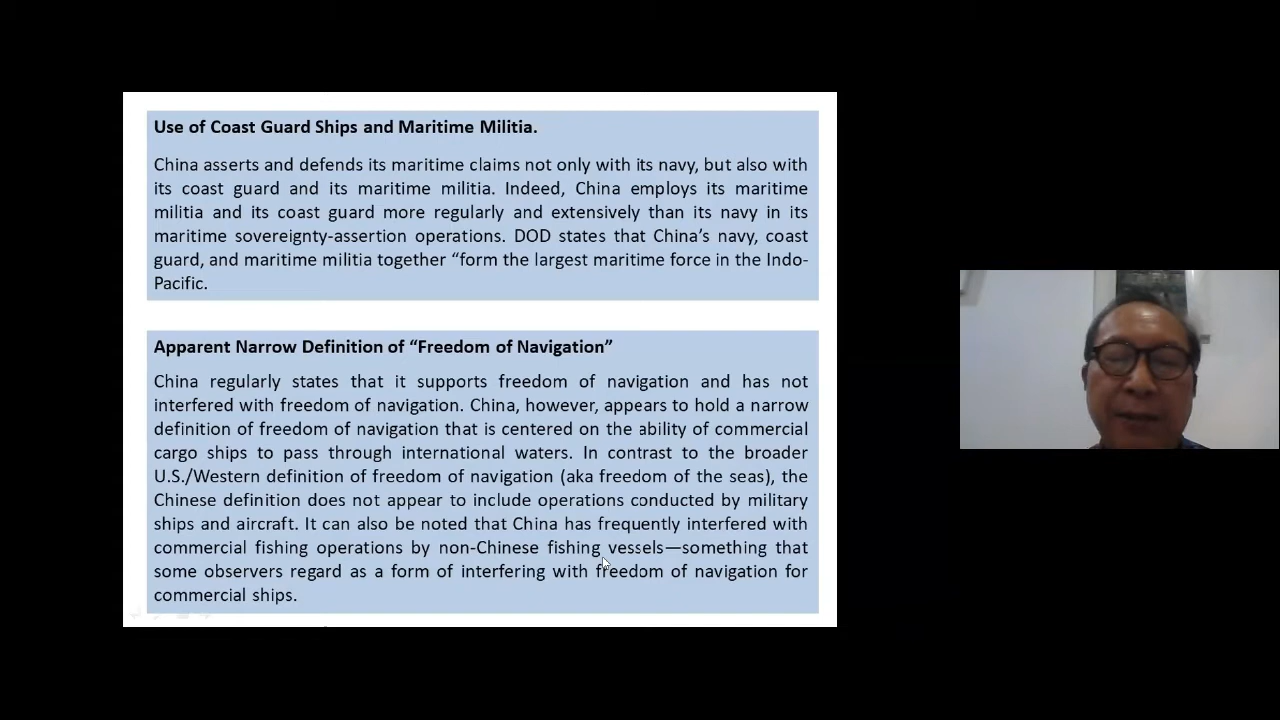 Use of Coast Guard Ships and Maritime Militia.
China asserts and defends its maritime claims not only with its navy, but also with
its coast guard and its maritime militia. Indeed, China employs its maritime
militia and its coast guard more regularly and extensively than its navy in its
maritime sovereignty-assertion operations. DOD states that China’s navy, coast
guard, and maritime militia together “form the largest maritime force in the Indo-
Pacific.
Apparent Narrow Definition of “Freedom of Navigation”
China regularly states that it supports freedom of navigation and has not
interfered with freedom of navigation. China, however, appears to hold a narrow
definition of freedom of navigation that is centered on the ability of commercial
cargo ships to pass through international waters. In contrast to the broader
U.S./Western definition of freedom of navigation (aka freedom of the seas), the
Chinese definition does not appear to include operations conducted by military
ships and aircraft. It can also be noted that China has frequently interfered with
commercial fishing operations by non-Chinese fishing vessels—something that
some observers regard as a form of interfering with freedom of navigation for
commercial ships.